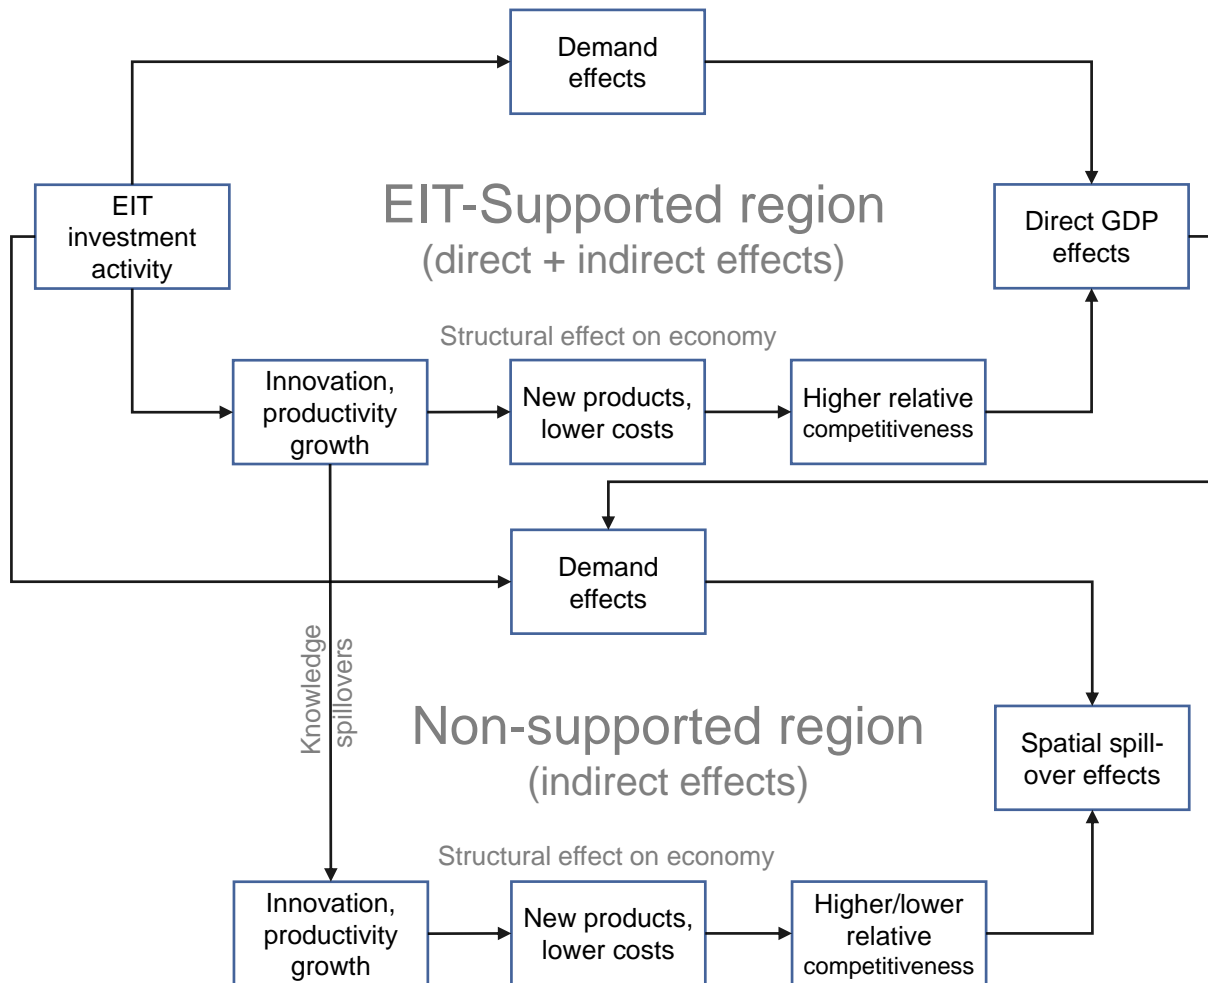 Demand
effects
EIT
investment
activity
EIT-Supported region
(direct + indirect effects)
Direct GDP
effects
Structural effect on economy
Innovation,
productivity
growth
New products,
lower costs
Higher relative
competitiveness
Demand
effects
Knowledge
spillovers
Non-supported region
(indirect effects)
Spatial spill-
over effects
Structural effect on economy
Innovation,
productivity
growth
New products,
lower costs
Higher/lower
relative
competitiveness